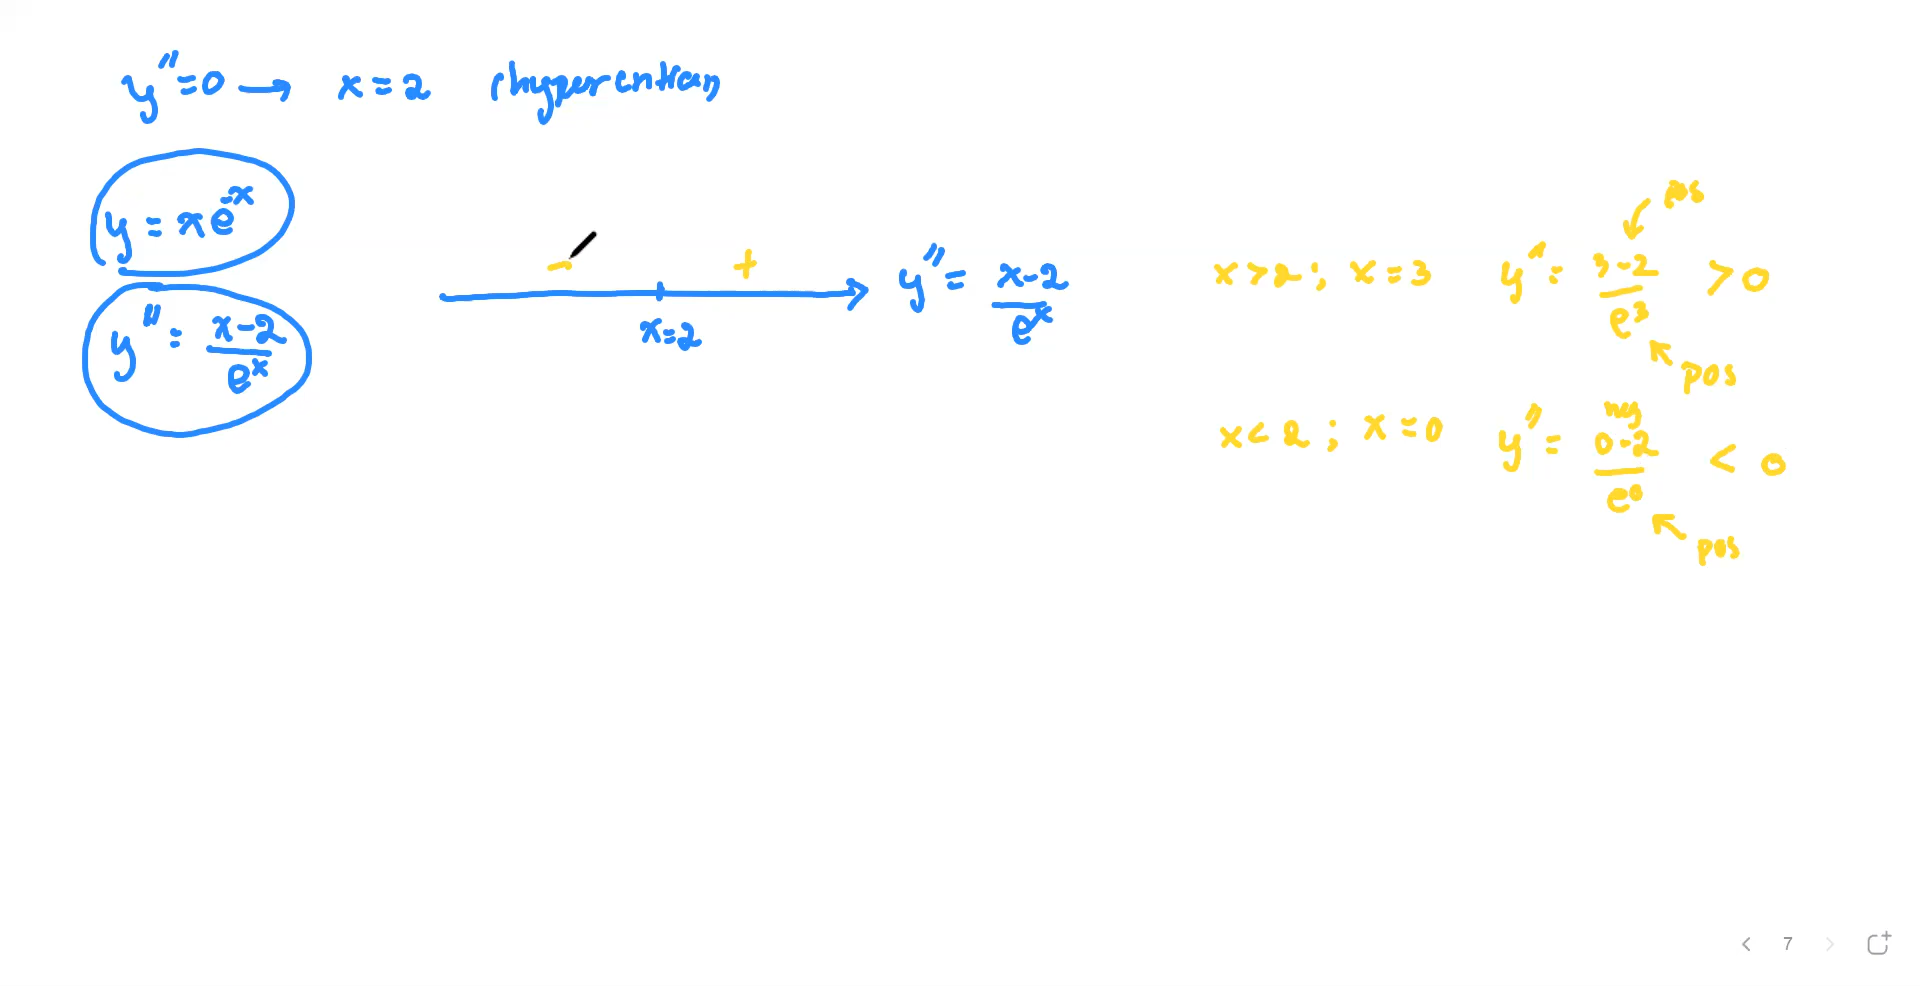 y''=0 → x=2 (hypercritical)
y = xe^-x
y'' = x-2/e^x
- +
x=2
y'' = x-2/e^x
x>2; x=3 y'' = 3-2/e^3 > 0
pos
pos
x<2; x=0 y'' = 0-2/e^0 < 0
neg
pos
7